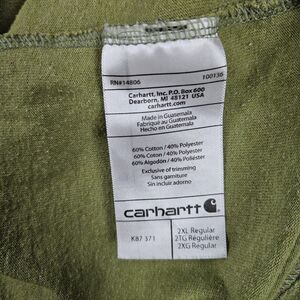 RN#14806 100136
Carhartt, Inc. P.O. Box 600
Dearborn, MI 48121 USA
carhartt.com
Made in Guatemala
Fabriqué au Guatemala
Hecho en Guatemala
60% Cotton / 40% Polyester
60% Coton / 40% Polyester
60% Algodon / 40% Poliéster
Exclusive of trimming
Sans garniture
Sin incluir adorno
carhartt
K87 371
2XL Regular
2TG Régulière
2XG Regular